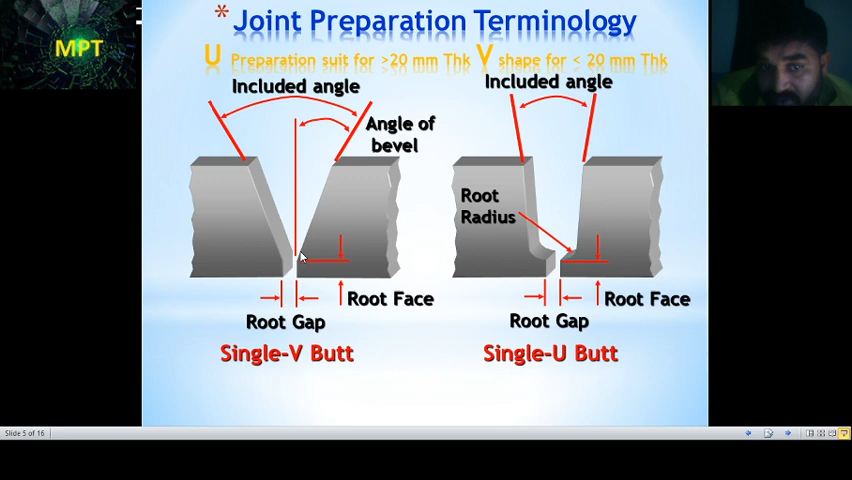 MPT
* Joint Preparation Terminology
U Preparation suit for >20 mm Thk V shape for < 20 mm Thk
Included angle
Included angle
Angle of
bevel
Root
Radius
Root Face
Root Face
Root Gap
Root Gap
Single-V Butt
Single-U Butt
Slide 5 of 16